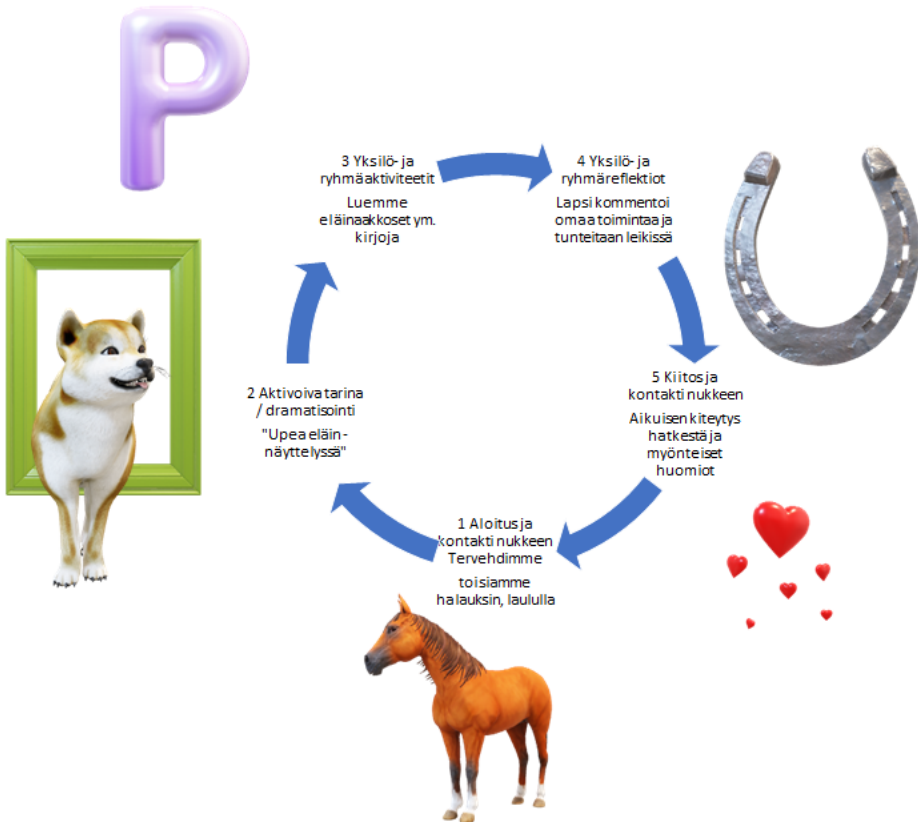 P
3 Yksilö- ja
ryhmäaktiviteetit
Luemme
eläinaakkoset ym.
kirjoja
4 Yksilö- ja
ryhmäreflektiot
Lapsi kommentoi
omaa toimintaa ja
tunteitaan leikissä
5 Kiitos ja
kontakti nukkeen
Aikuisen kiteytys
hatkestä ja
myönteiset
huomiot
1 Aloitus ja
kontakti nukkeen
Tervehdimme
toisiamme
halauksin, laululla
2 Aktivoiva tarina
/ dramatisointi
"Upea eläin-
näyttelyssä"